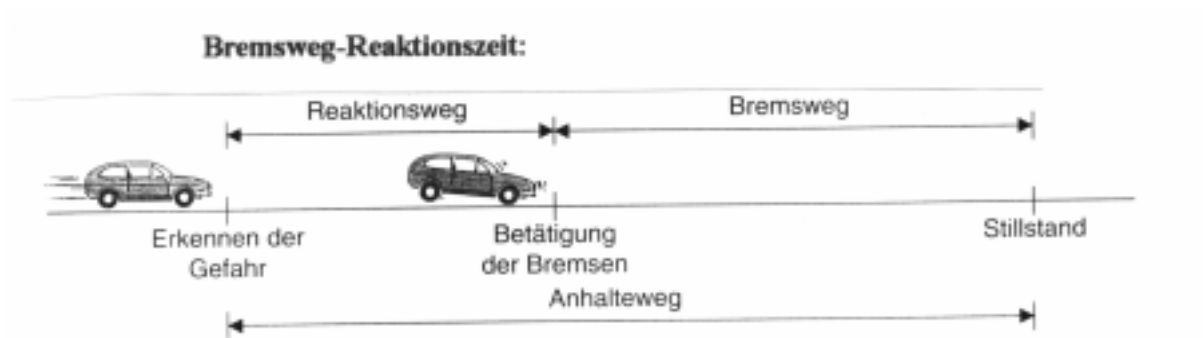 Bremsweg-Reaktionszeit:
Reaktionsweg
Bremsweg
Erkennen der
Gefahr
Betätigung
der Bremsen
Stillstand
Anhalteweg